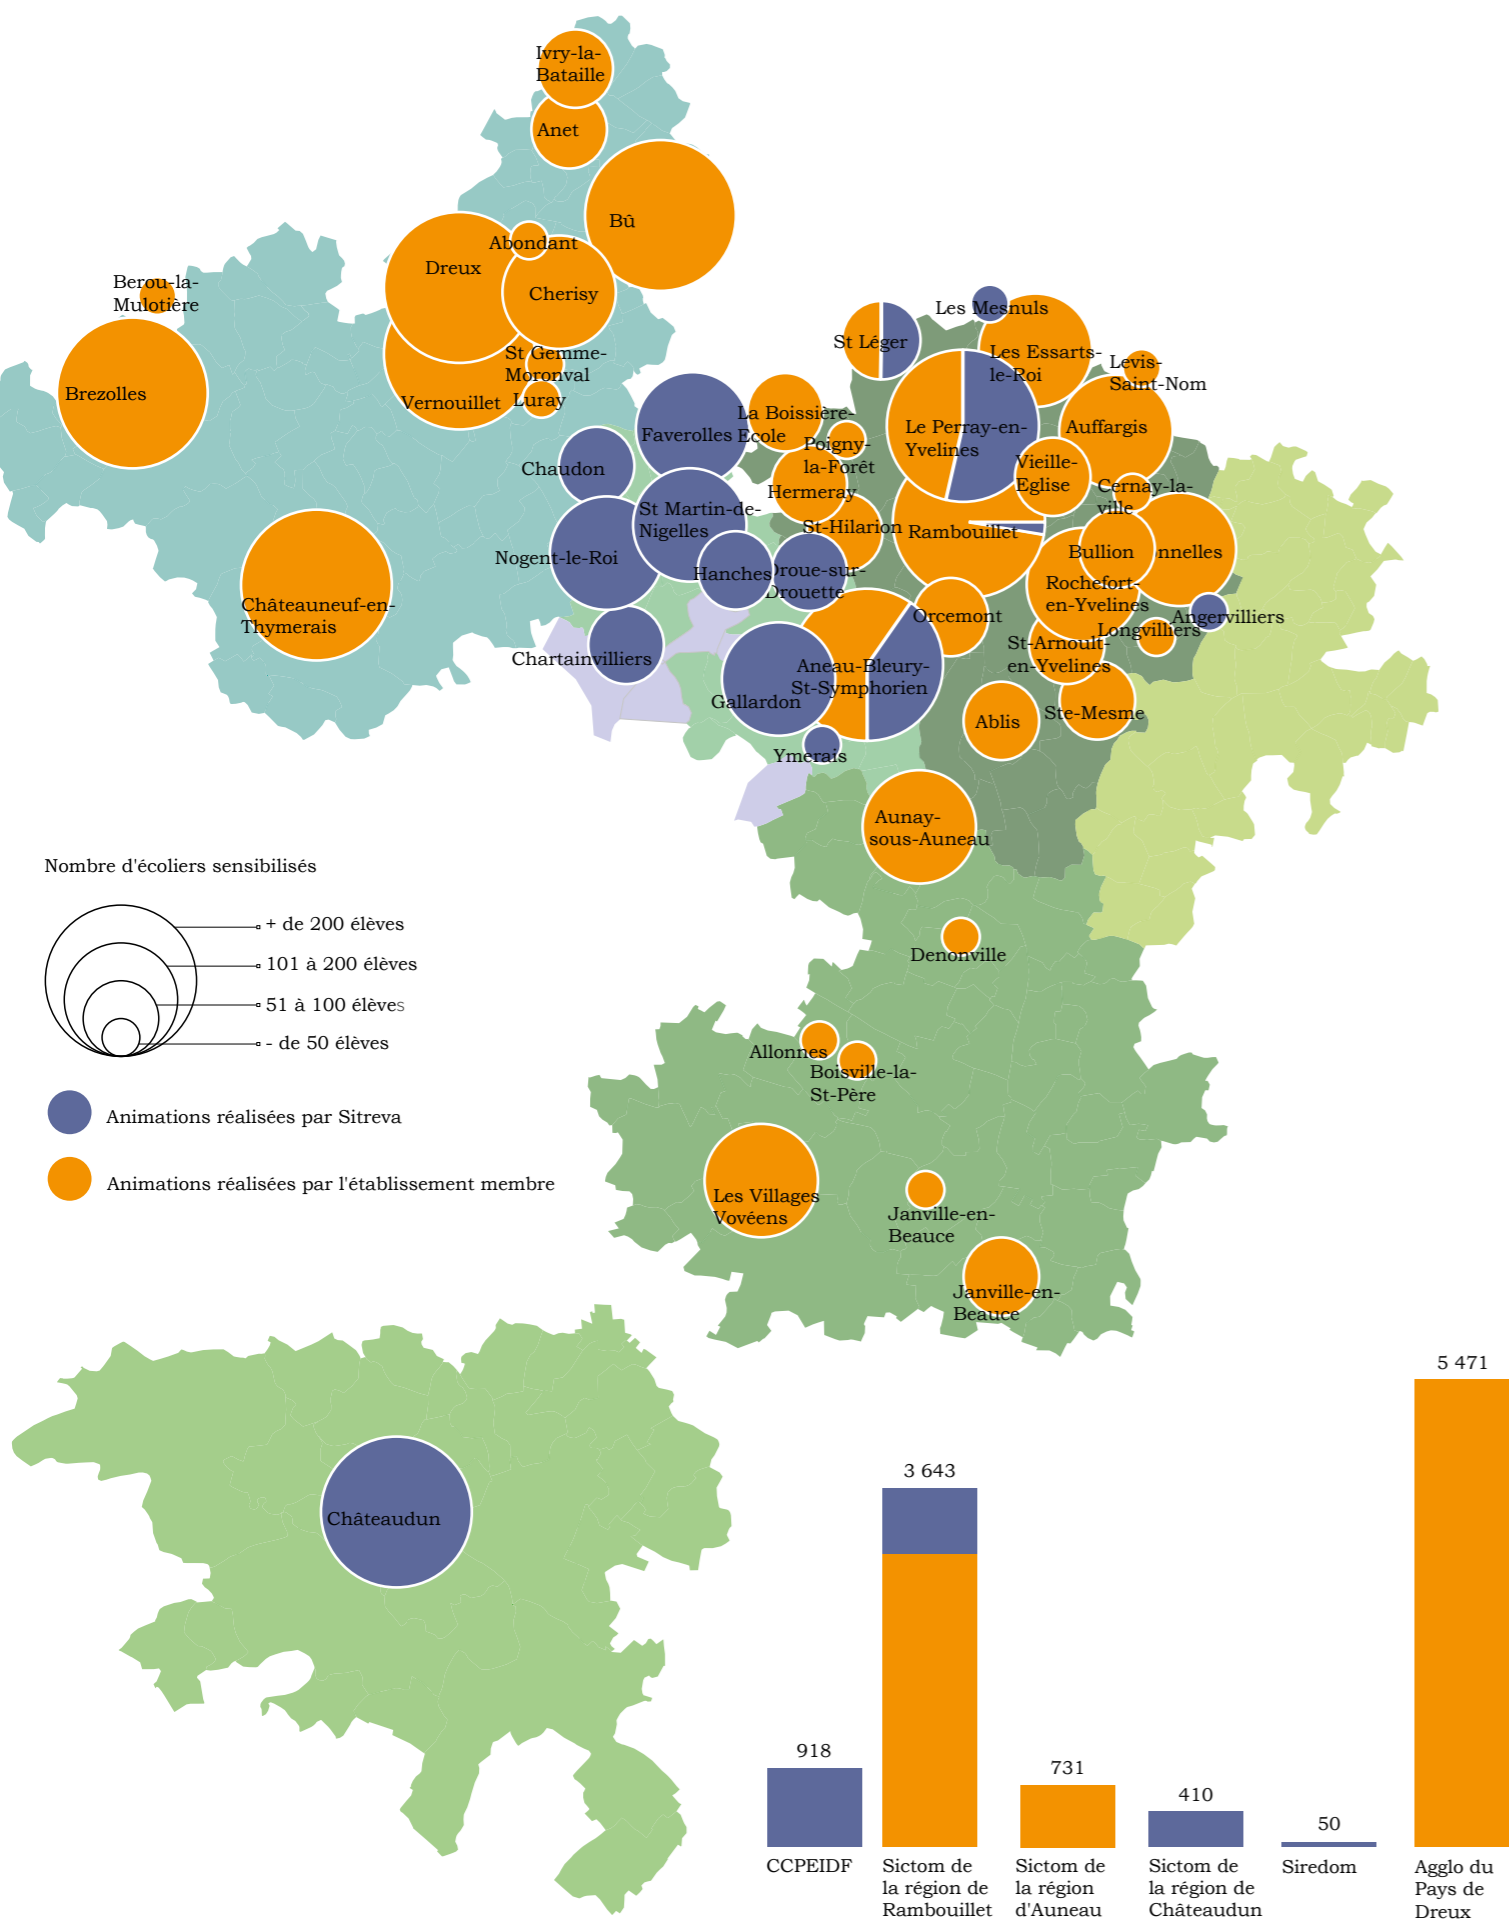 Ivry-la-
Bataille
Anet
Bû
Abondant
Dreux
Cherisy
Berou-la-
Mulotière
St Gemme-
Moronval
Brezolles
Vernouillet
Luray
Les Mesnuls
St Léger
Les Essarts-
le-Roi
Levis-
Saint-Nom
La Boissière-
Ecole
Faverolles
Le Perray-en-
Yvelines
Auffargis
Poigny-
la-Forêt
Chaudon
Vieille-
Eglise
Hermeray
Cernay-la-
ville
St Martin-de-
Nigelles
St-Hilarion
Rambouillet
Nogent-le-Roi
Bullion
nnelles
Hanches
Droue-sur-
Drouette
Rochefort-
en-Yvelines
Châteauneuf-en-
Thymerais
Orcemont
Angervilliers
Longvilliers
St-Arnoult-
en-Yvelines
Chartainvilliers
Aneau-Bleury-
St-Symphorien
Gallardon
Ablis
Ste-Mesme
Ymerais
Aunay-
sous-Auneau
Nombre d'écoliers sensibilisés
+ de 200 élèves
101 à 200 élèves
51 à 100 élèves
- de 50 élèves
Animations réalisées par Sitreva
Animations réalisées par l'établissement membre
Denonville
Allonnes
Boisville-la-
St-Père
Les Villages
Vovéens
Janville-en-
Beauce
Janville-en-
Beauce
Châteaudun
5 471
3 643
918
731
410
50
CCPEIDF
Sictom de
la région de
Rambouillet
Sictom de
la région
d'Auneau
Sictom de
la région de
Châteaudun
Siredom
Agglo du
Pays de
Dreux